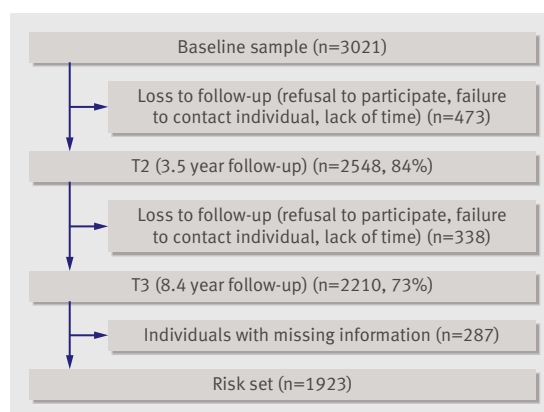 Baseline sample (n=3021)
Loss to follow-up (refusal to participate, failure
to contact individual, lack of time) (n=473)
T2 (3.5 year follow-up) (n=2548, 84%)
Loss to follow-up (refusal to participate, failure
to contact individual, lack of time) (n=338)
T3 (8.4 year follow-up) (n=2210, 73%)
Individuals with missing information (n=287)
Risk set (n=1923)